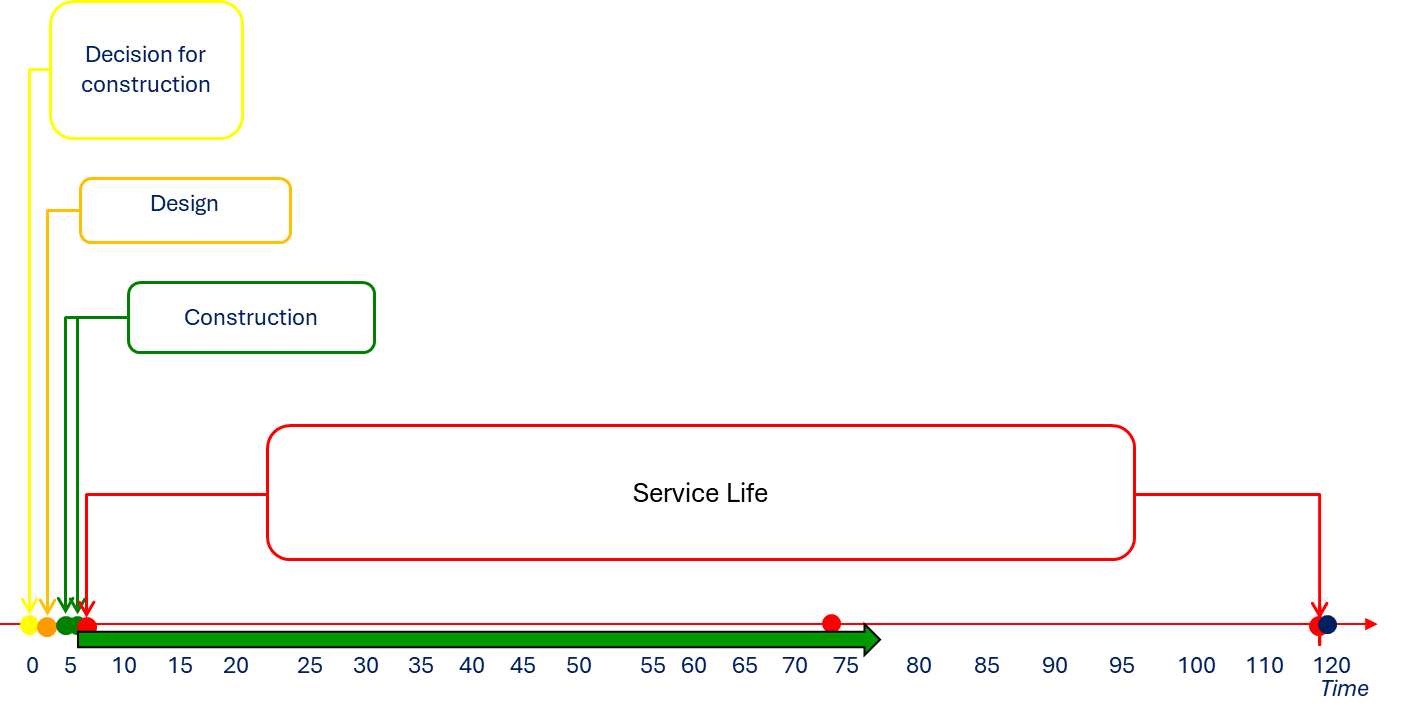 Decision for
construction
Design
Construction
Service Life
0 5 10 15 20 25 30 35 40 45 50 55 60 65 70 75 80 85 90 95 100 110 120
Time